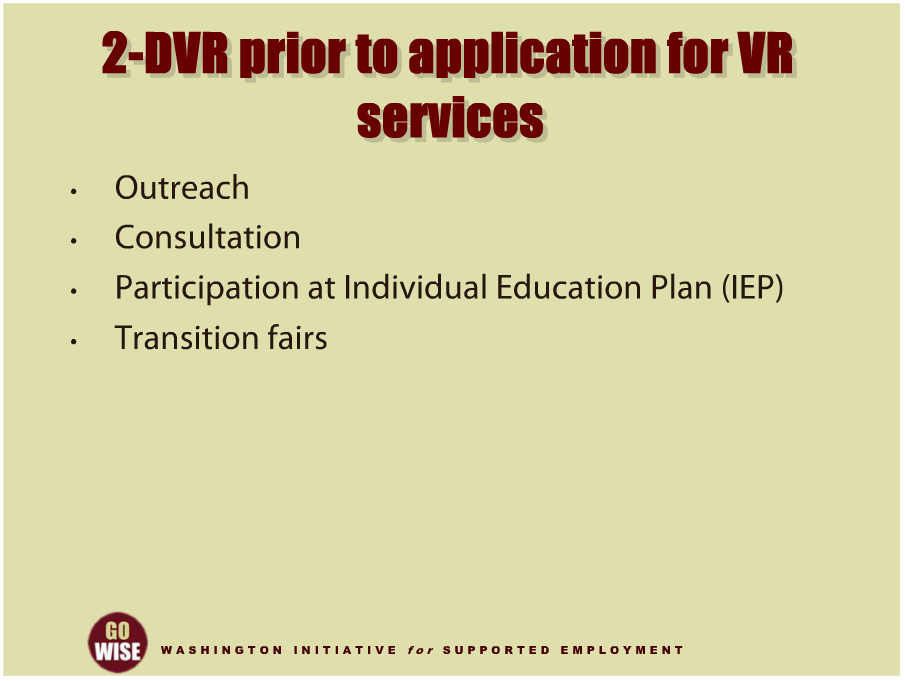 2-DVR prior to application for VR
services
• Outreach
• Consultation
• Participation at Individual Education Plan (IEP)
• Transition fairs
GO
WISE
WASHINGTON INITIATIVE for SUPPORTED EMPLOYMENT